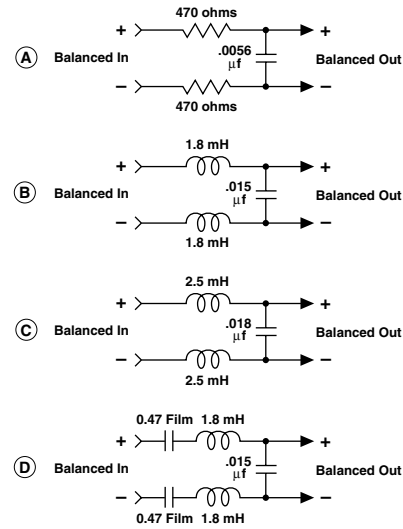 470 ohms
+ +
A Balanced In .0056 µf Balanced Out
− −
470 ohms
1.8 mH
+ +
B Balanced In .015 µf Balanced Out
− −
1.8 mH
2.5 mH
+ +
C Balanced In .018 µf Balanced Out
− −
2.5 mH
0.47 Film 1.8 mH
+ +
D Balanced In .015 µf Balanced Out
− −
0.47 Film 1.8 mH